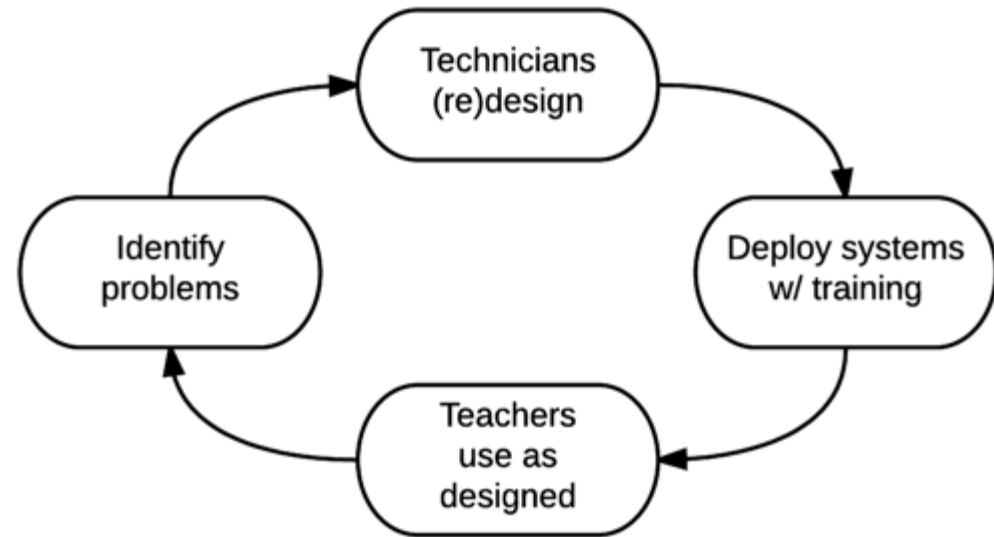 Technicians
(re)design
Identify
problems
Deploy systems
w/ training
Teachers
use as
designed